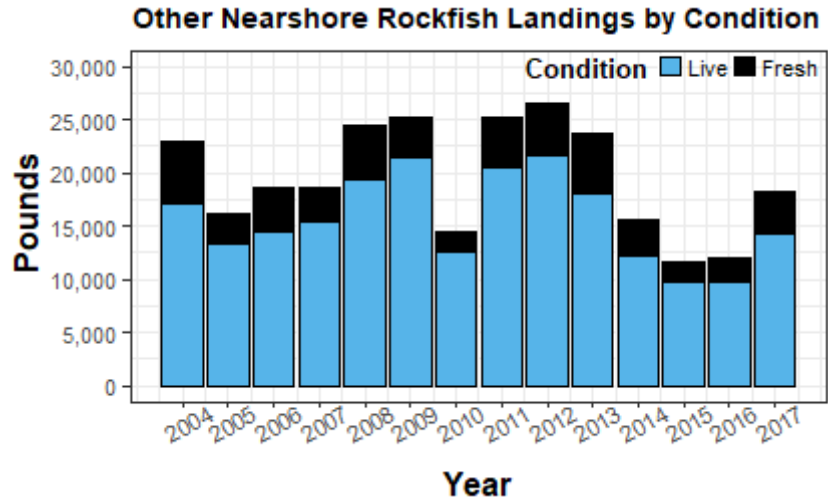 Other Nearshore Rockfish Landings by Condition
Condition Live Fresh
30,000
25,000
20,000
15,000
10,000
5,000
0
Pounds
2004 2005 2006 2007 2008 2009 2010 2011 2012 2013 2014 2015 2016 2017
Year